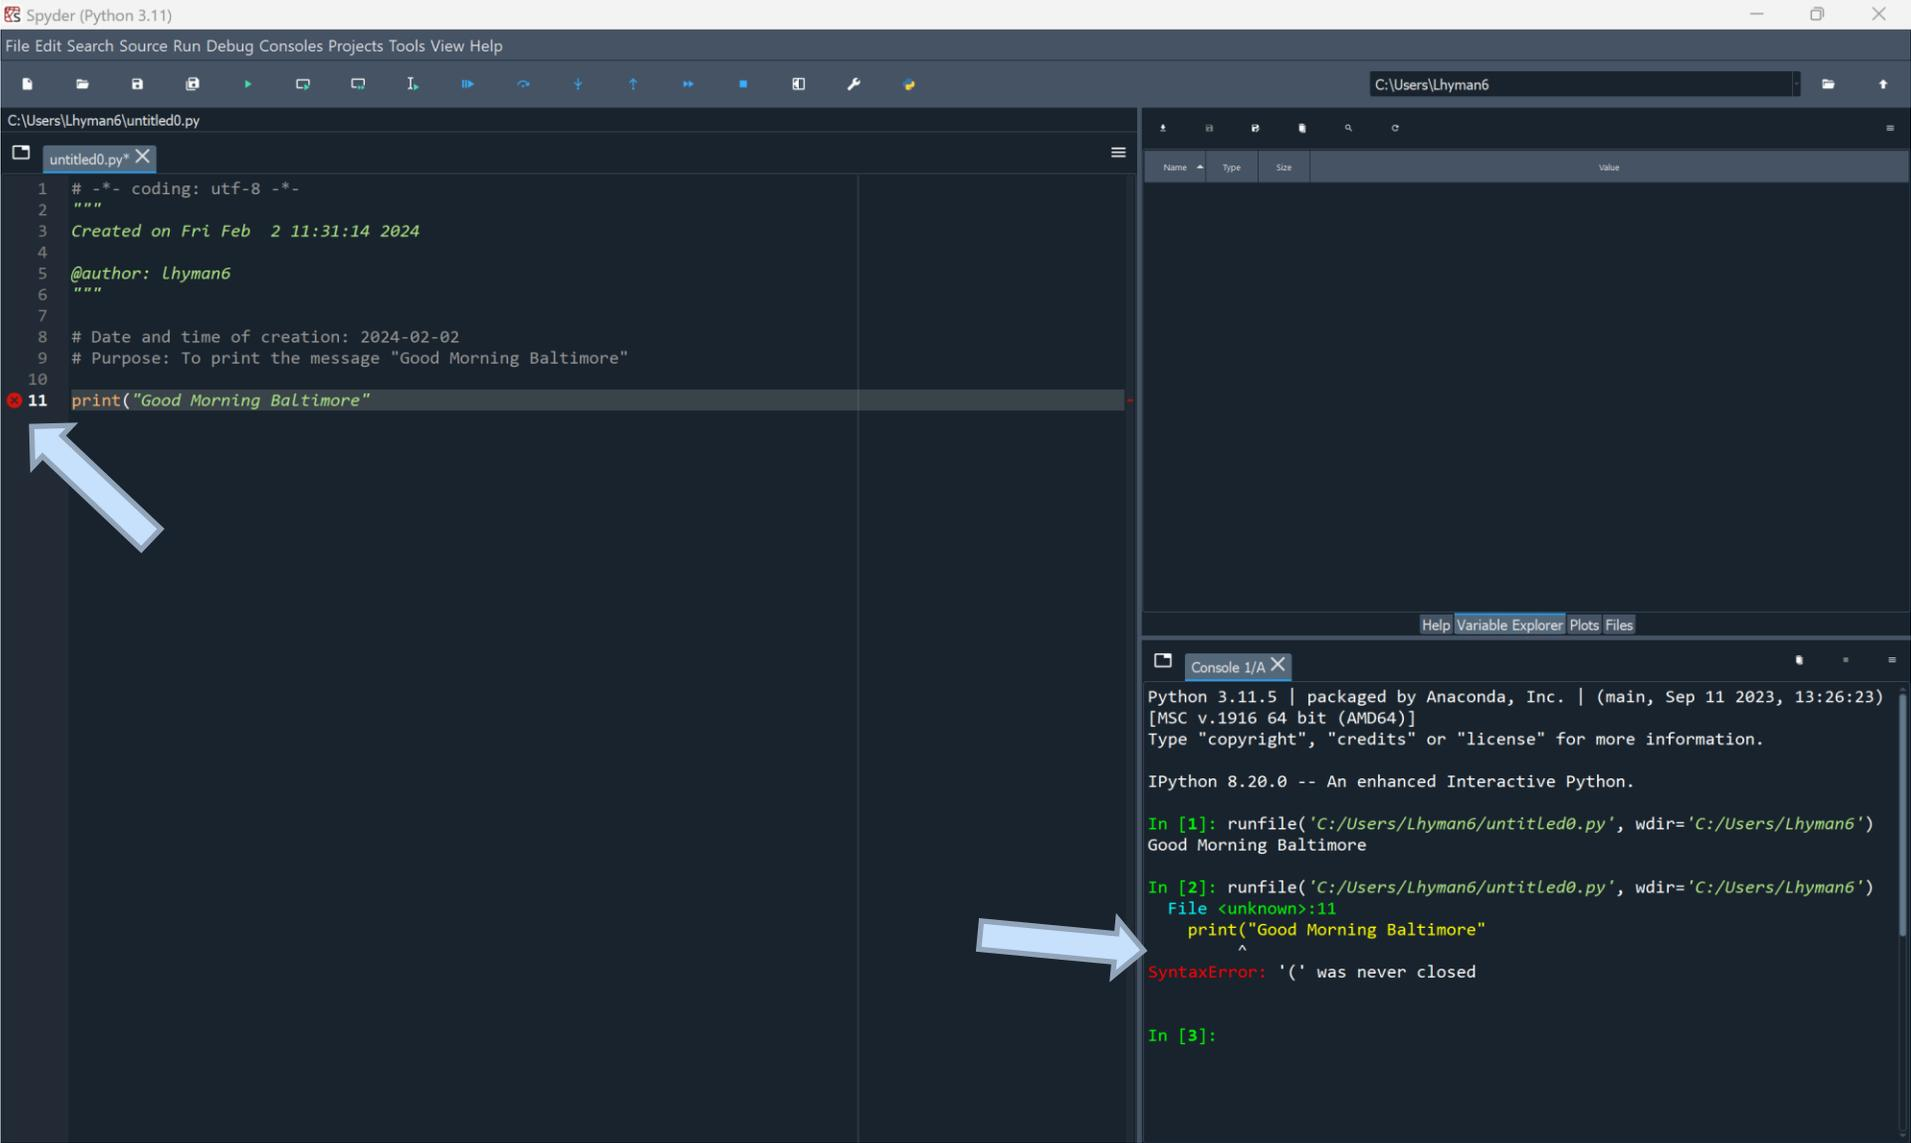 Spyder (Python 3.11)
File Edit Search Source Run Debug Consoles Projects Tools View Help
C:\Users\Lhyman6
C:\Users\Lhyman6\untitled0.py
untitled0.py*
1 # -*- coding: utf-8 -*-
2 """
3 Created on Fri Feb  2 11:31:14 2024
4
5 @author: lhyman6
6 """
7
8 # Date and time of creation: 2024-02-02
9 # Purpose: To print the message "Good Morning Baltimore"
10
11 print("Good Morning Baltimore"
Name Type Size Value
Help Variable Explorer Plots Files
Console 1/A
Python 3.11.5 | packaged by Anaconda, Inc. | (main, Sep 11 2023, 13:26:23)
[MSC v.1916 64 bit (AMD64)]
Type "copyright", "credits" or "license" for more information.
IPython 8.20.0 -- An enhanced Interactive Python.
In [1]: runfile('C:/Users/Lhyman6/untitled0.py', wdir='C:/Users/Lhyman6')
Good Morning Baltimore
In [2]: runfile('C:/Users/Lhyman6/untitled0.py', wdir='C:/Users/Lhyman6')
File <unknown>:11
print("Good Morning Baltimore"
^
SyntaxError: '(' was never closed
In [3]: